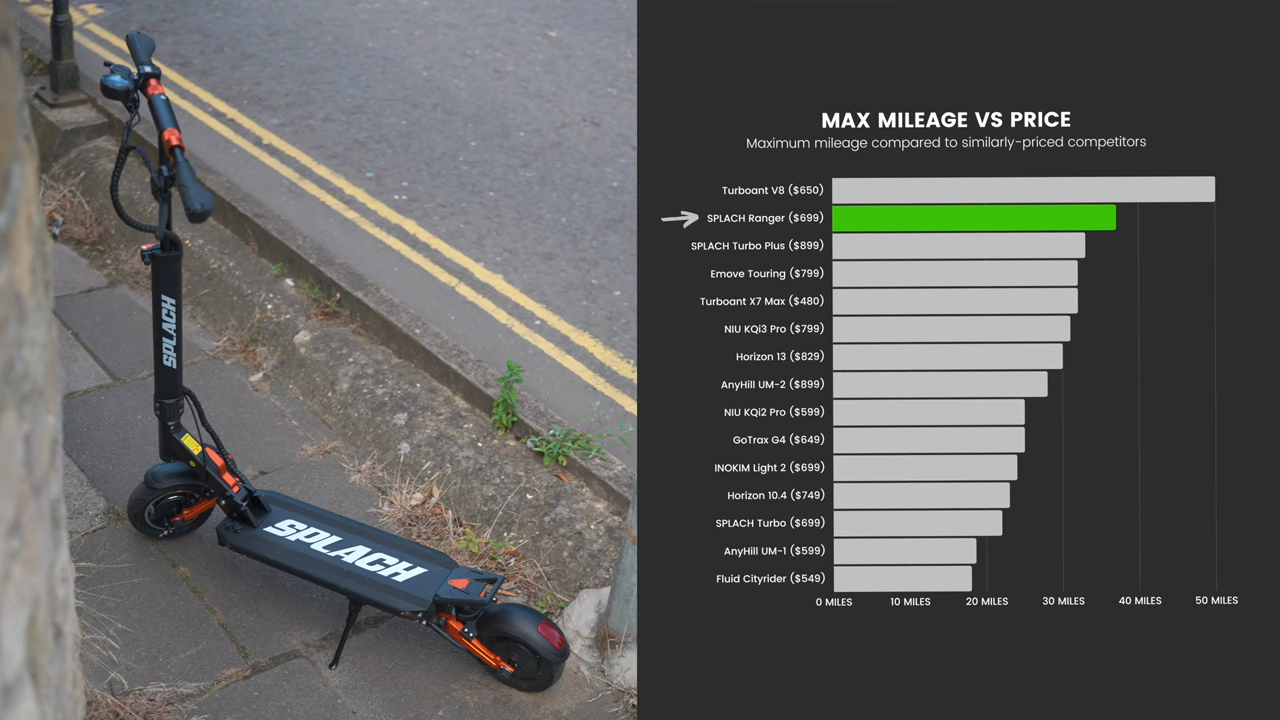 SPLACH
SPLACH
MAX MILEAGE VS PRICE
Maximum mileage compared to similarly-priced competitors
Turboant V8 ($650)
SPLACH Ranger ($699)
SPLACH Turbo Plus ($899)
Emove Touring ($799)
Turboant X7 Max ($480)
NIU KQi3 Pro ($799)
Horizon 13 ($829)
AnyHill UM-2 ($899)
NIU KQi2 Pro ($599)
GoTrax G4 ($649)
INOKIM Light 2 ($699)
Horizon 10.4 ($749)
SPLACH Turbo ($699)
AnyHill UM-1 ($599)
Fluid Cityrider ($549)
0 MILES 10 MILES 20 MILES 30 MILES 40 MILES 50 MILES